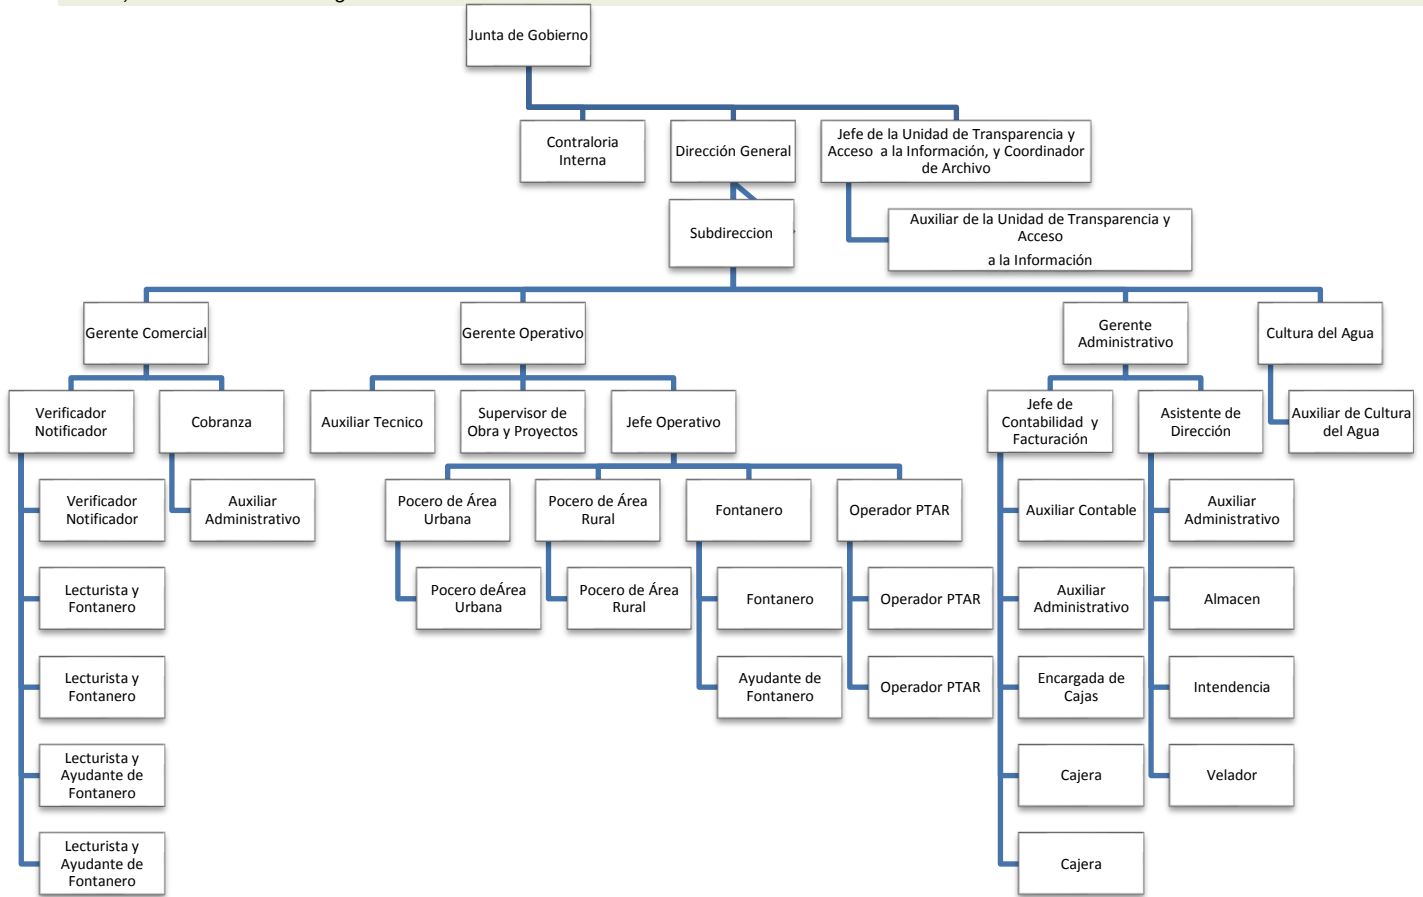 Junta de Gobierno
Contraloria
Interna
Dirección General
Jefe de la Unidad de Transparencia y
Acceso a la Información, y Coordinador
de Archivo
Subdireccion
Auxiliar de la Unidad de Transparencia y
Acceso
a la Información
Gerente Comercial
Gerente Operativo
Gerente
Administrativo
Cultura del Agua
Verificador
Notificador
Cobranza
Auxiliar Tecnico
Supervisor de
Obra y Proyectos
Jefe Operativo
Jefe de
Contabilidad y
Facturación
Asistente de
Dirección
Auxiliar de Cultura
del Agua
Verificador
Notificador
Auxiliar
Administrativo
Pocero de Área
Urbana
Pocero de Área
Rural
Fontanero
Operador PTAR
Auxiliar Contable
Auxiliar
Administrativo
Lecturista y
Fontanero
Pocero deÁrea
Urbana
Pocero de Área
Rural
Fontanero
Operador PTAR
Auxiliar
Administrativo
Almacen
Lecturista y
Fontanero
Ayudante de
Fontanero
Operador PTAR
Encargada de
Cajas
Intendencia
Lecturista y
Ayudante de
Fontanero
Cajera
Velador
Lecturista y
Ayudante de
Fontanero
Cajera